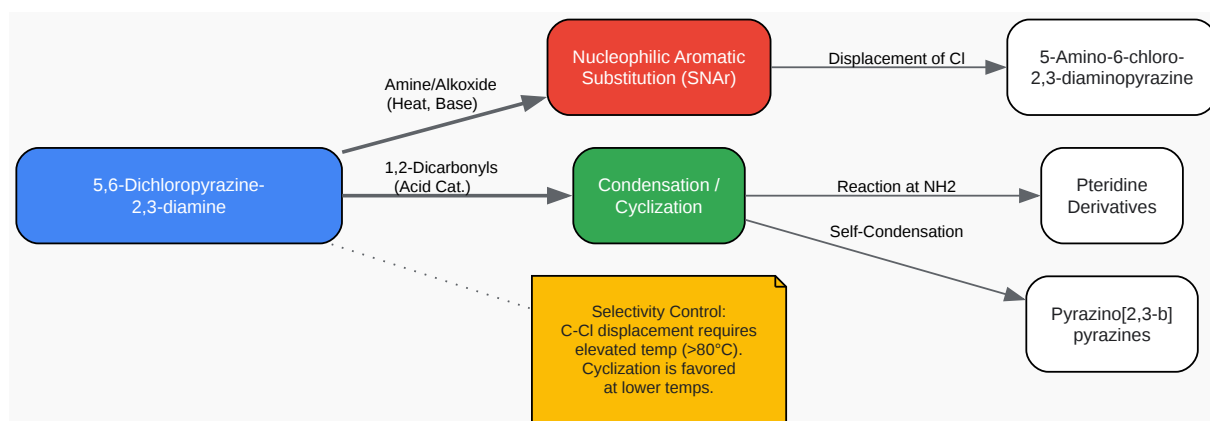 Amine/Alkoxide
(Heat, Base)
Nucleophilic Aromatic
Substitution (SNAr)
Displacement of Cl
5-Amino-6-chloro-
2,3-diaminopyrazine
5,6-Dichloropyrazine-
2,3-diamine
1,2-Dicarbonyls
(Acid Cat.)
Condensation /
Cyclization
Reaction at NH2
Pteridine
Derivatives
Self-Condensation
Pyrazino[2,3-b]
pyrazines
Selectivity Control:
C-Cl displacement requires
elevated temp (>80°C).
Cyclization is favored
at lower temps.